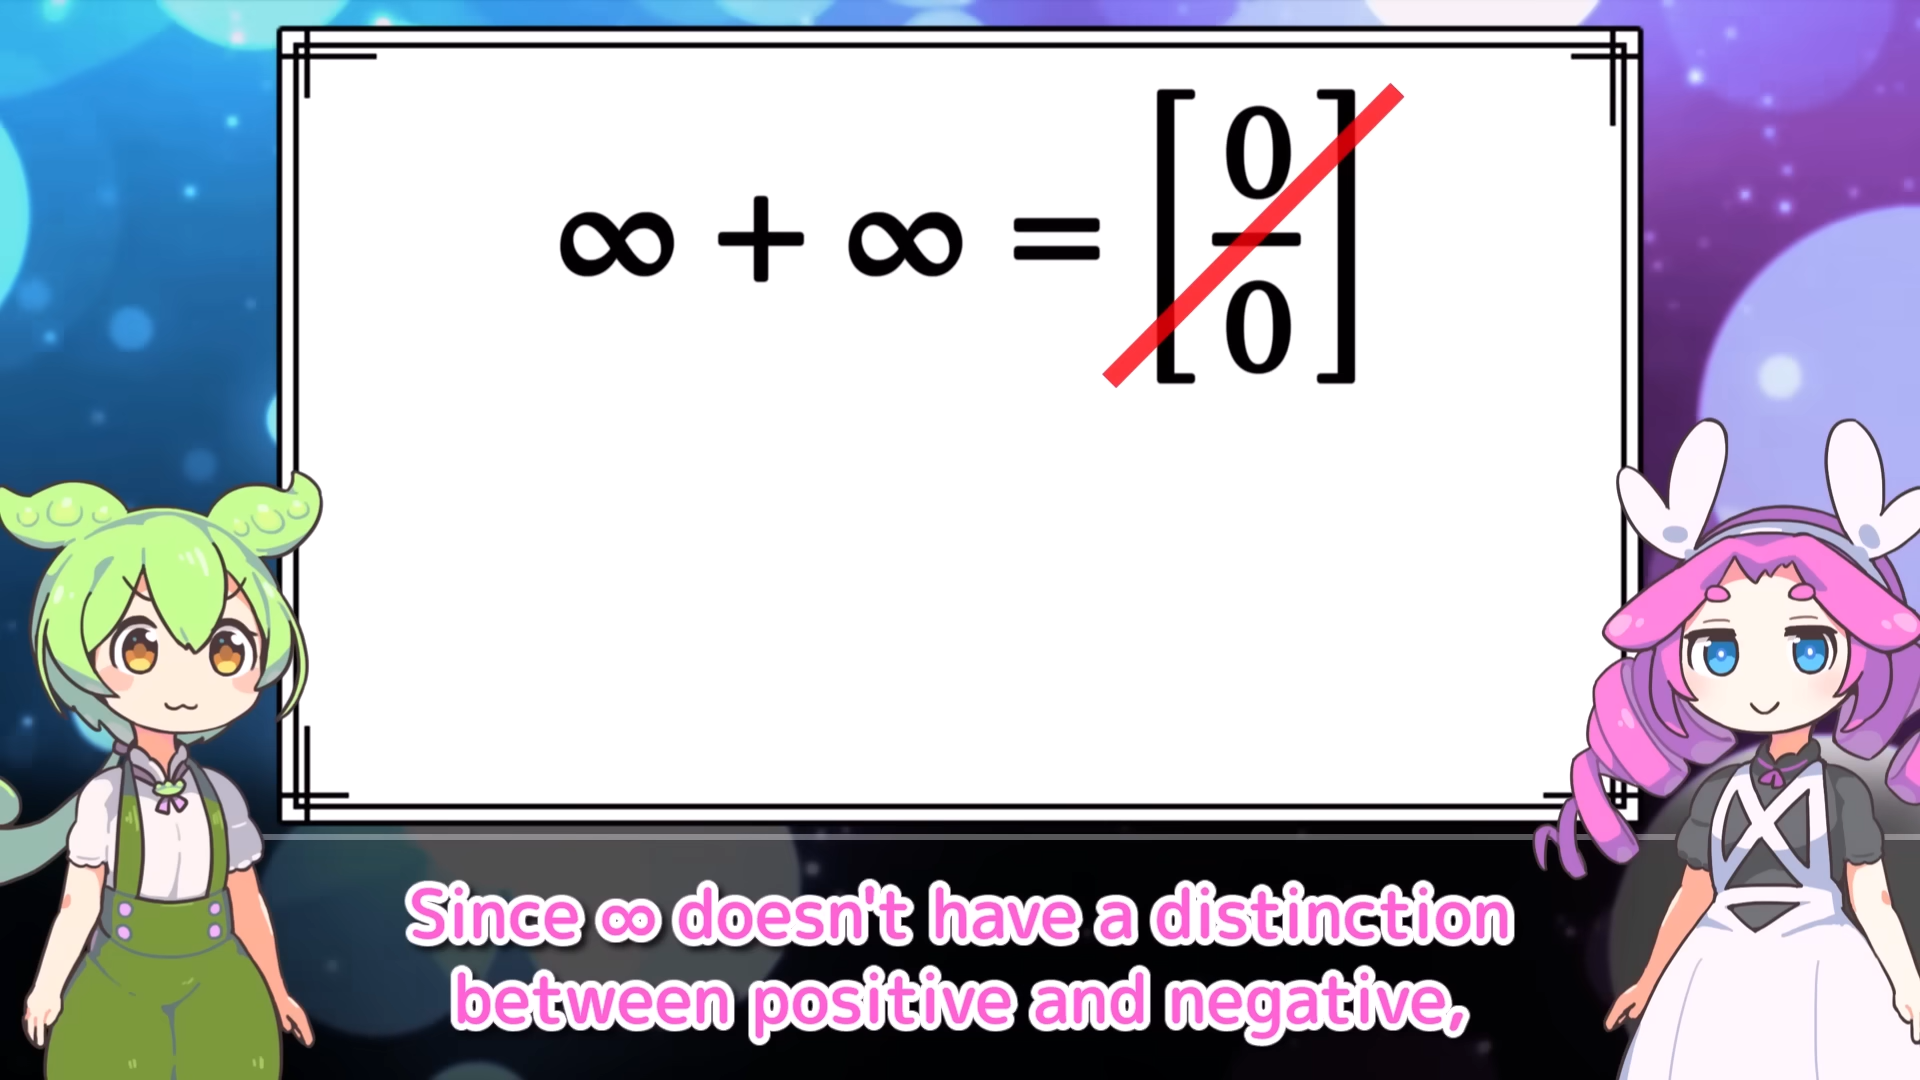 ∞ + ∞ = [0/0]
Since ∞ doesn't have a distinction
between positive and negative,